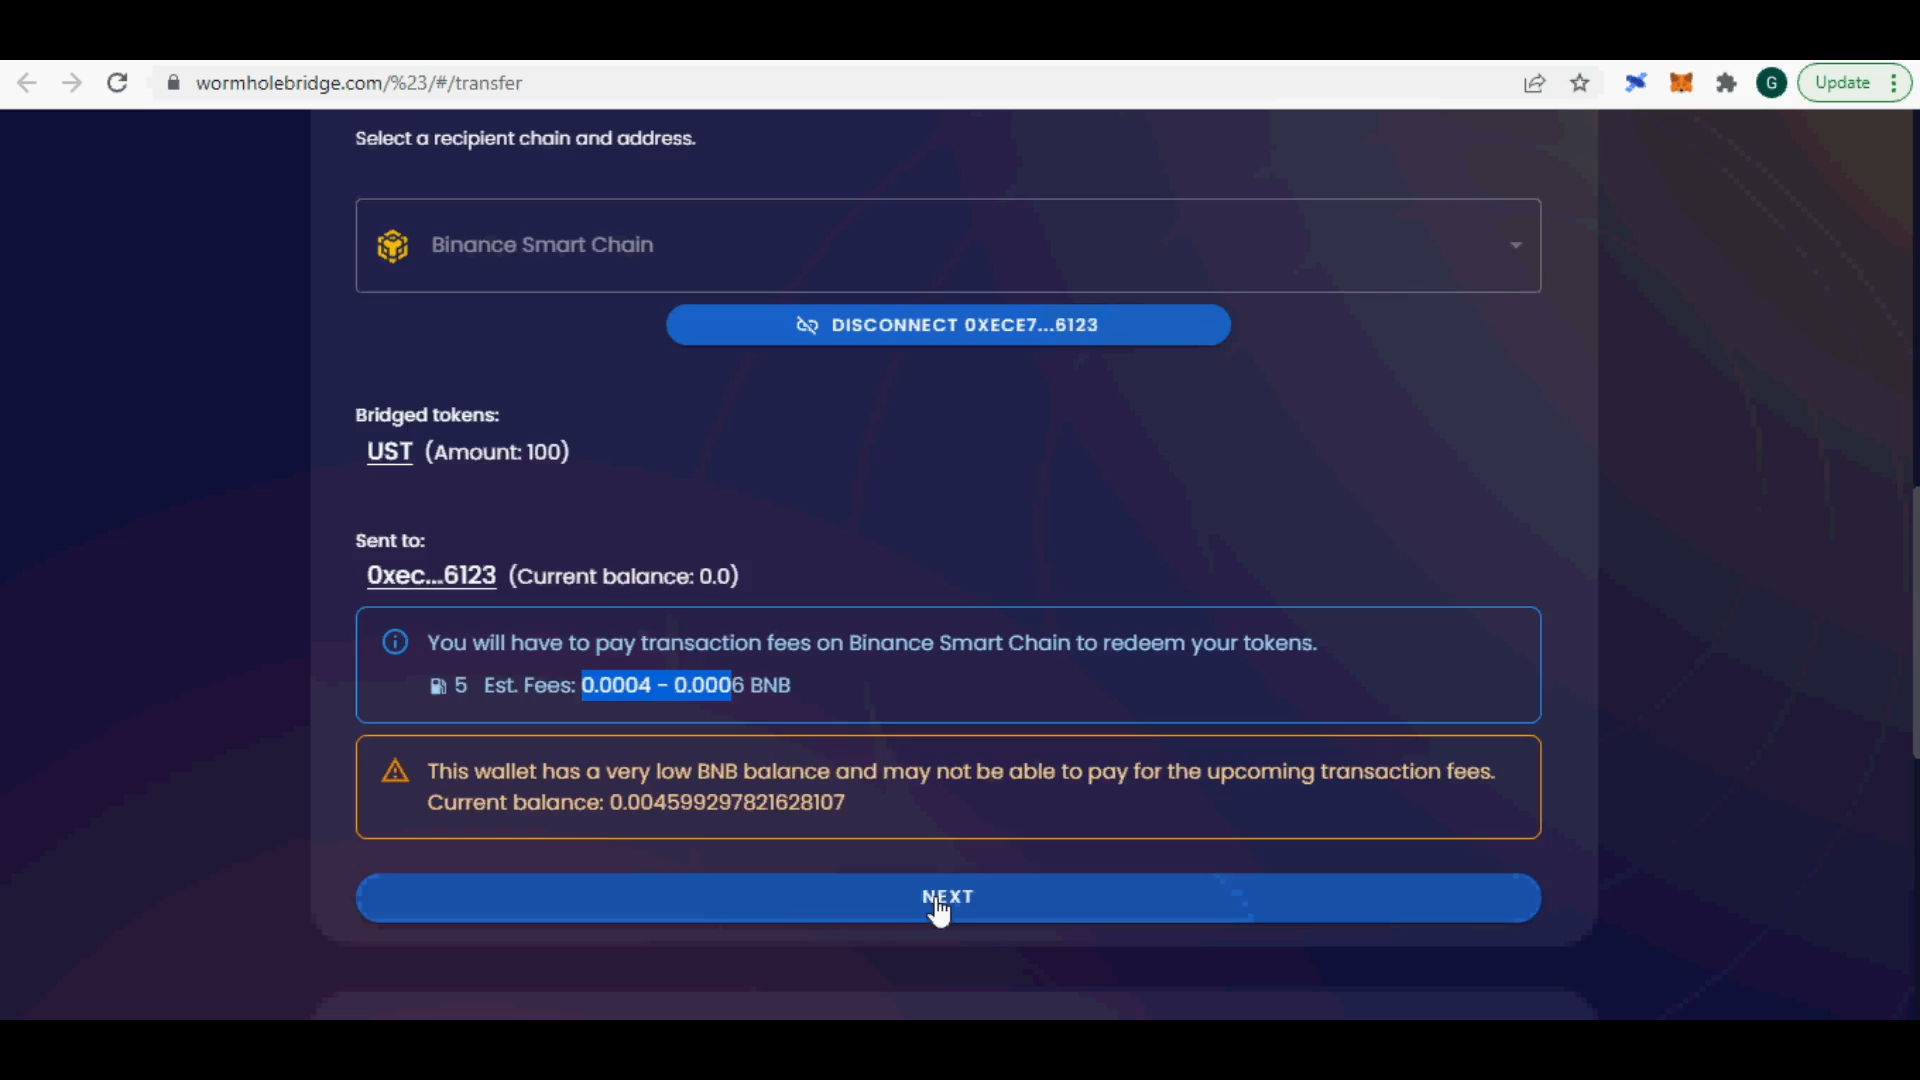 wormholebridge.com/%23/#/transfer
G
Update
Select a recipient chain and address.
Binance Smart Chain
DISCONNECT 0XECE7...6123
Bridged tokens:
UST (Amount: 100)
Sent to:
0xec...6123 (Current balance: 0.0)
You will have to pay transaction fees on Binance Smart Chain to redeem your tokens.
5 Est. Fees: 0.0004 - 0.0006 BNB
This wallet has a very low BNB balance and may not be able to pay for the upcoming transaction fees.
Current balance: 0.004599297821628107
NEXT